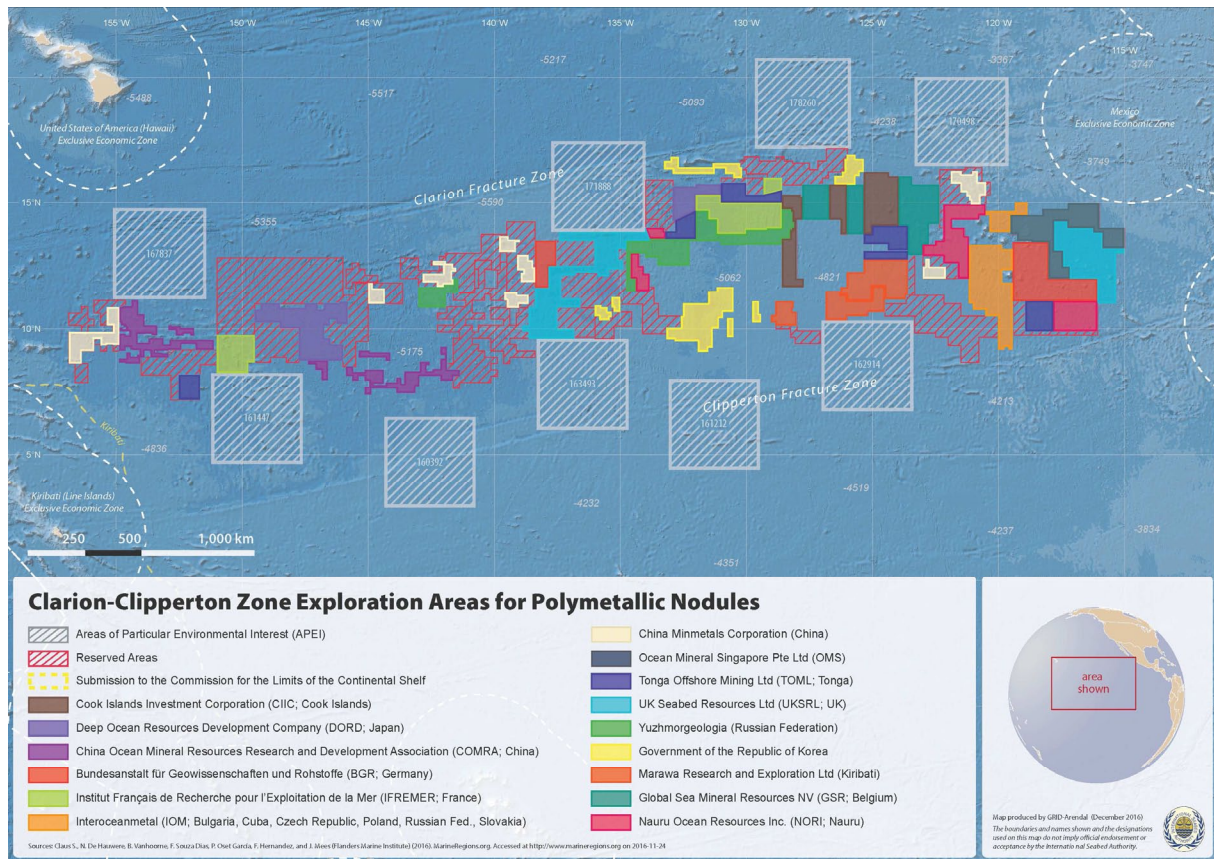 155°W 150°W 145°W 140°W 135°W 130°W 125°W 120°W
115°W
-5217
-3367
-3747
-5488
-5517
-5093
178260
-4238
170498
Mexico
Exclusive Economic Zone
United States of America (Hawaii)
Exclusive Economic Zone
-3749
Clarion Fracture Zone
171888
15°N
-5590
-5355
167837
-5062
-4821
10°N
-5175
162914
163493
Clipperton Fracture Zone
161447
161212
-4213
Kiribati
-4836
5°N
160392
-4519
Kiribati (Line Islands)
Exclusive Economic Zone
-4232
-4237
-3834
250 500 1,000 km
-4351
Clarion-Clipperton Zone Exploration Areas for Polymetallic Nodules
Areas of Particular Environmental Interest (APEI)
Reserved Areas
Submission to the Commission for the Limits of the Continental Shelf
Cook Islands Investment Corporation (CIIC; Cook Islands)
Deep Ocean Resources Development Company (DORD; Japan)
China Ocean Mineral Resources Research and Development Association (COMRA; China)
Bundesanstalt für Geowissenschaften und Rohstoffe (BGR; Germany)
Institut Français de Recherche pour l'Exploitation de la Mer (IFREMER; France)
Interoceanmetal (IOM; Bulgaria, Cuba, Czech Republic, Poland, Russian Fed., Slovakia)
China Minmetals Corporation (China)
Ocean Mineral Singapore Pte Ltd (OMS)
Tonga Offshore Mining Ltd (TOML; Tonga)
UK Seabed Resources Ltd (UKSRL; UK)
Yuzhmorgeologia (Russian Federation)
Government of the Republic of Korea
Marawa Research and Exploration Ltd (Kiribati)
Global Sea Mineral Resources NV (GSR; Belgium)
Nauru Ocean Resources Inc. (NORI; Nauru)
Sources: Claus S., N. De Hauwere, B. Vanhoorne, F. Souza Dias, P. Oset García, F. Hernandez, and J. Mees (Flanders Marine Institute) (2016). MarineRegions.org. Accessed at http://www.marineregions.org on 2016-11-24
area
shown
Map produced by GRID-Arendal (December 2016)
The boundaries and names shown and the designations
used on this map do not imply official endorsement or
acceptance by the International Seabed Authority.